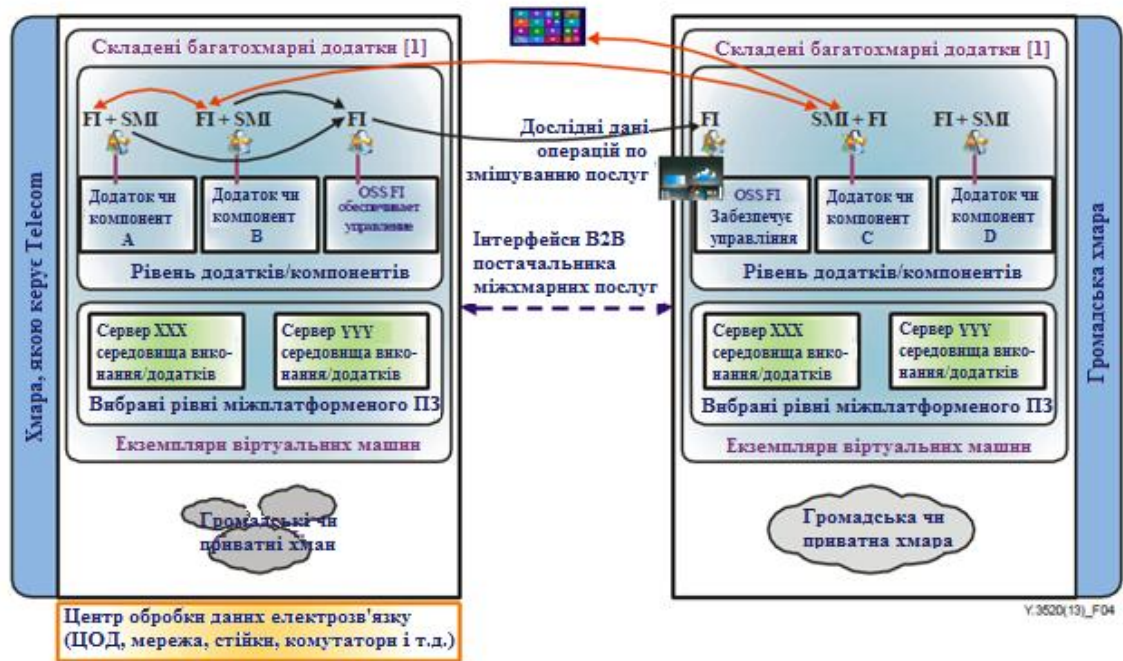 Хмара, якою керує Telecom
Складені багатохмарні додатки [1]
FI + SMI
FI + SMI
FI
Додаток чи
компонент
A
Додаток чи
компонент
B
OSS FI
обеспечивает
управление
Рівень додатків/компонентів
Сервер XXX
середовища вико-
нання/додатків
Сервер YYY
середовища вико-
нання/додатків
Вибрані рівні міжплатформеного ПЗ
Екземпляри віртуальних машин
Громадські чи
приватні хман
Центр обробки даних електрозв'язку
(ЦОД, мережа, стійки, комутатори і т.д.)
Дослідні дані
операцій по
змішуванню послуг
Інтерфейси B2B
постачальника
міжхмарних послуг
Складені багатохмарні додатки [1]
FI
SMI + FI
FI + SMI
OSS FI
Забезпечує
управління
Додаток чи
компонент
C
Додаток чи
компонент
D
Рівень додатків/компонентів
Сервер XXX
середовища вико-
нання/додатків
Сервер YYY
середовища вико-
нання/додатків
Вибрані рівні міжплатформеного ПЗ
Екземпляри віртуальних машин
Громадська чи
приватна хмара
Громадська хмара
Y.3520(13)_F04